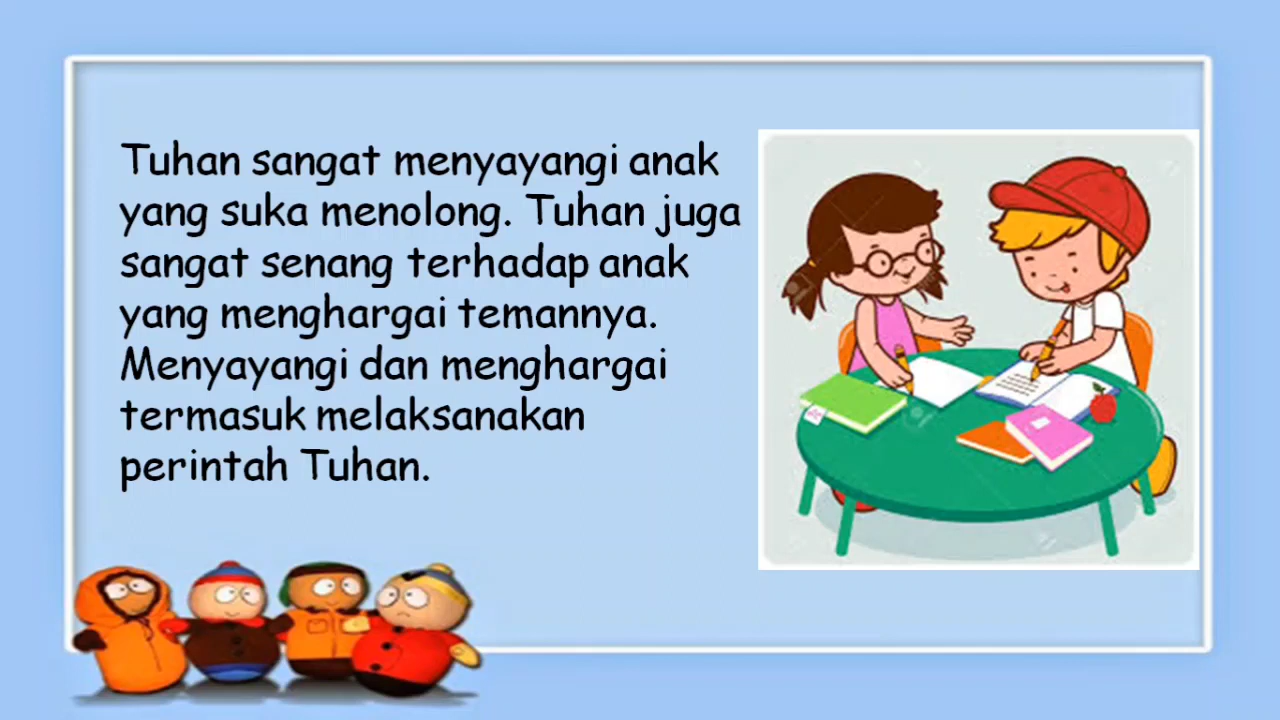 Tuhan sangat menyayangi anak
yang suka menolong. Tuhan juga
sangat senang terhadap anak
yang menghargai temannya.
Menyayangi dan menghargai
termasuk melaksanakan
perintah Tuhan.